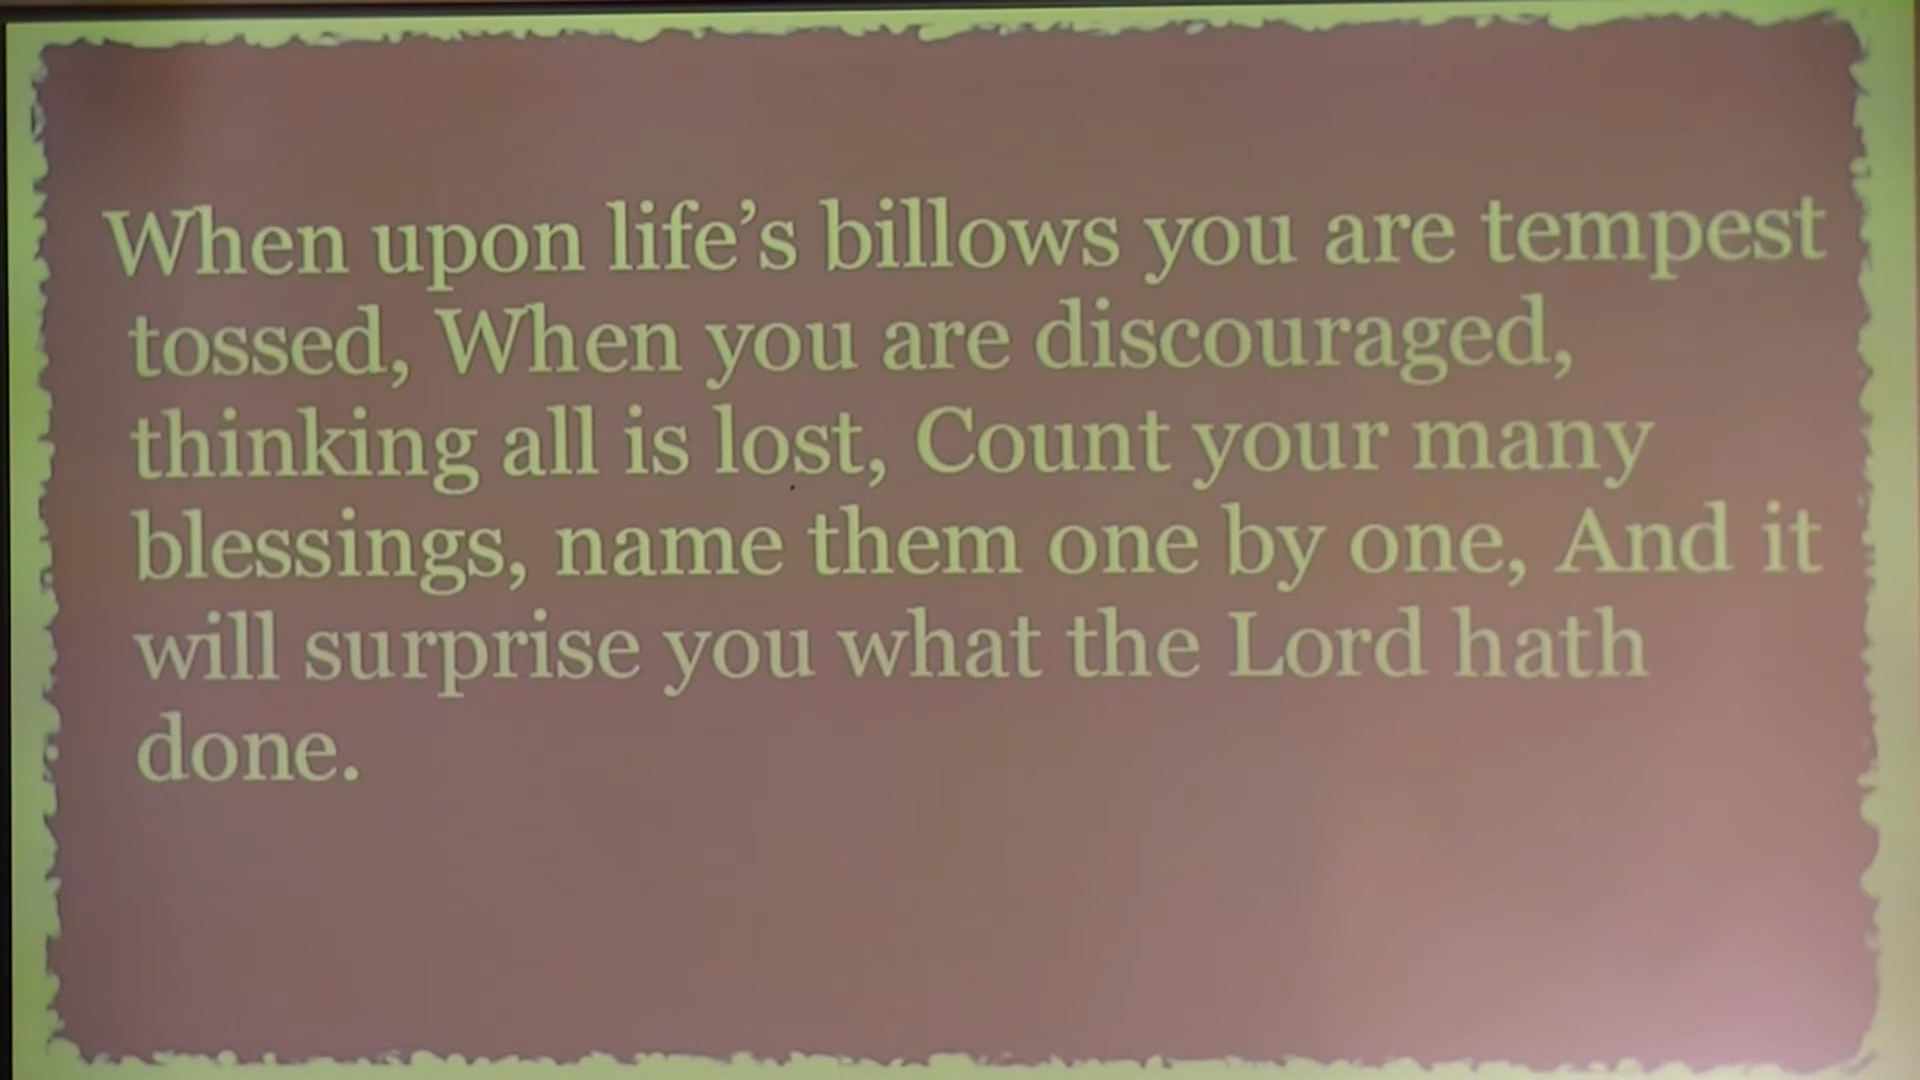 When upon life's billows you are tempest
tossed, When you are discouraged,
thinking all is lost, Count your many
blessings, name them one by one, And it
will surprise you what the Lord hath
done.